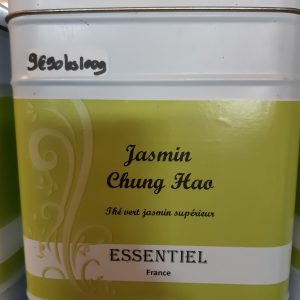 9€90 les 100g
Jasmin
Chung Hao
Thé vert jasmin supérieur
ESSENTIEL
France